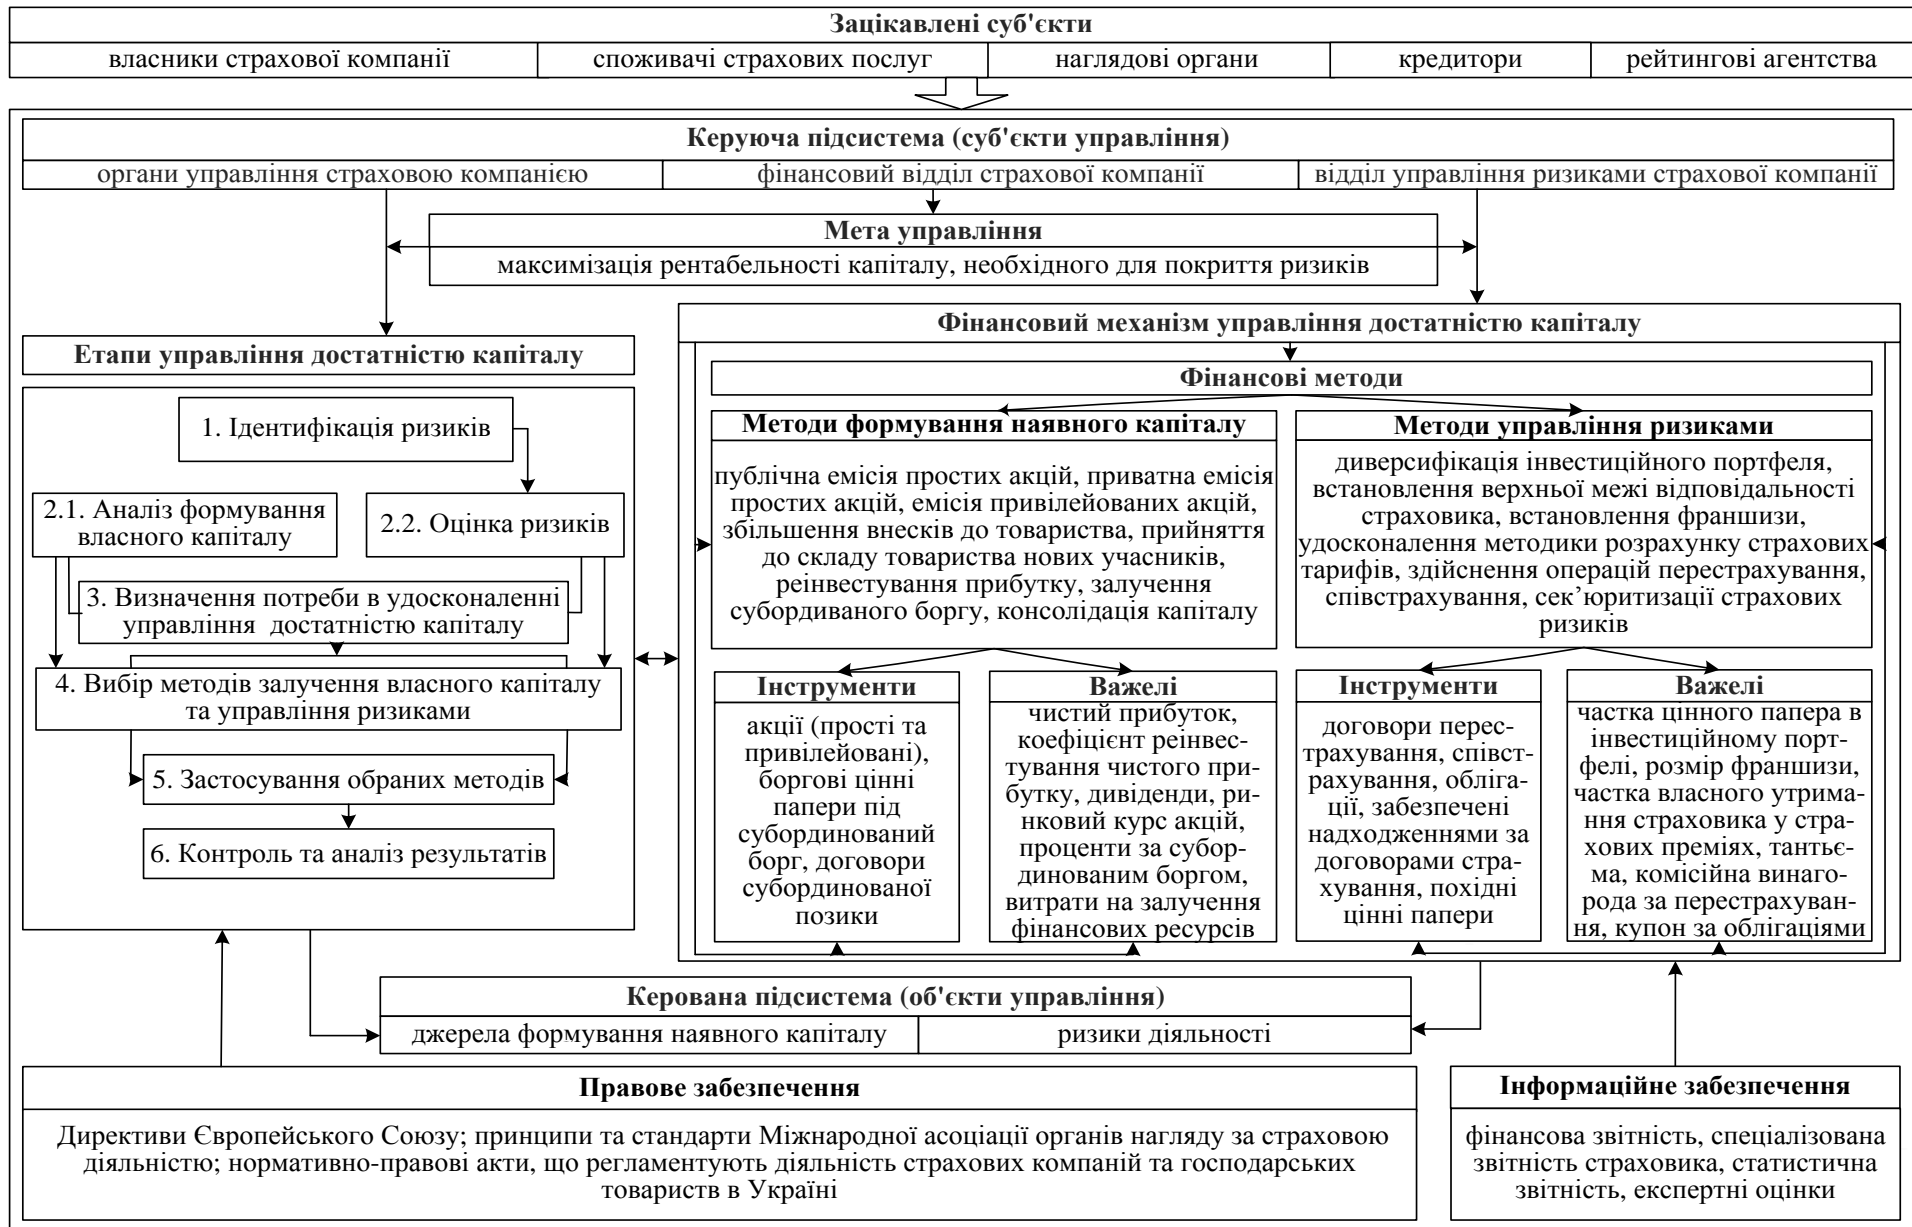 Зацікавлені суб'єкти
власники страхової компанії
споживачі страхових послуг
наглядові органи
кредитори
рейтингові агентства
Керуюча підсистема (суб'єкти управління)
органи управління страховою компанією
фінансовий відділ страхової компанії
відділ управління ризиками страхової компанії
Мета управління
максимізація рентабельності капіталу, необхідного для покриття ризиків
Етапи управління достатністю капіталу
1. Ідентифікація ризиків
2.1. Аналіз формування
власного капіталу
2.2. Оцінка ризиків
3. Визначення потреби в удосконаленні
управління достатністю капіталу
4. Вибір методів залучення власного капіталу
та управління ризиками
5. Застосування обраних методів
6. Контроль та аналіз результатів
Фінансовий механізм управління достатністю капіталу
Фінансові методи
Методи формування наявного капіталу
публічна емісія простих акцій, приватна емісія
простих акцій, емісія привілейованих акцій,
збільшення внесків до товариства, прийняття
до складу товариства нових учасників,
реінвестування прибутку, залучення
субордиваного боргу, консолідація капіталу
Методи управління ризиками
диверсифікація інвестиційного портфеля,
встановлення верхньої межі відповідальності
страховика, встановлення франшизи,
удосконалення методики розрахунку страхових
тарифів, здійснення операцій перестрахування,
співстрахування, сек’юритизації страхових
ризиків
Інструменти
акції (прості та
привілейовані),
боргові цінні
папери під
субординований
борг, договори
субординованої
позики
Важелі
чистий прибуток,
коефіцієнт реінвес-
тування чистого при-
бутку, дивіденди, ри-
нковий курс акцій,
проценти за субор-
динованим боргом,
витрати на залучення
фінансових ресурсів
Інструменти
договори перес-
трахування, співст-
рахування, обліга-
ції, забезпечені
надходженнями за
договорами стра-
хування, похідні
цінні папери
Важелі
частка цінного папера в
інвестиційному порт-
фелі, розмір франшизи,
частка власного утрима-
ння страховика у стра-
хових преміях, тантьє-
ма, комісійна винаго-
рода за перестрахуван-
ня, купон за облігаціями
Керована підсистема (об'єкти управління)
джерела формування наявного капіталу
ризики діяльності
Правове забезпечення
Директиви Європейського Союзу; принципи та стандарти Міжнародної асоціації органів нагляду за страховою
діяльністю; нормативно-правові акти, що регламентують діяльність страхових компаній та господарських
товариств в Україні
Інформаційне забезпечення
фінансова звітність, спеціалізована
звітність страховика, статистична
звітність, експертні оцінки